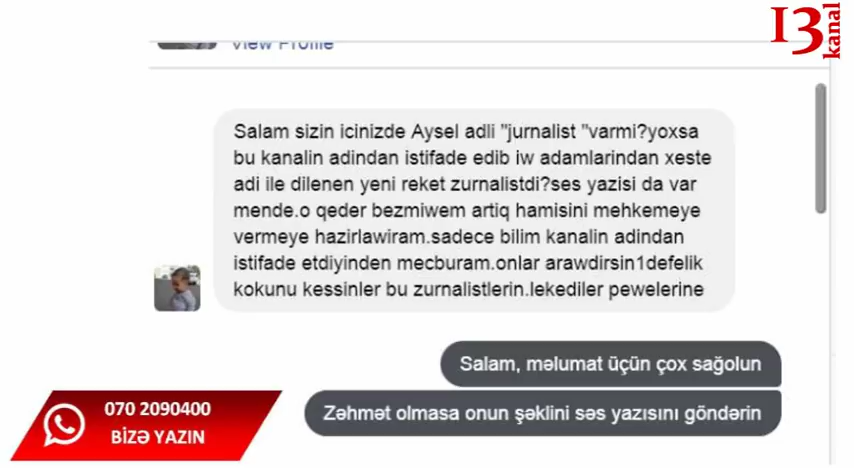 13
kanal
View Profile
Salam sizin icinizde Aysel adli "jurnalist "varmi?yoxsa
bu kanalin adindan istifade edib iw adamlarindan xeste
adi ile dilenen yeni reket zurnalistdi?ses yazisi da var
mende.o qeder bezmiwem artiq hamisini mehkemeye
vermeye hazirlawiram.sadece bilim kanalin adindan
istifade etdiyinden mecburam.onlar arawdirsin1defelik
kokunu kessinler bu zurnalistlerin.lekediler pewelerine
Salam, məlumat üçün çox sağolun
Zəhmət olmasa onun şəklini səs yazısını göndərin
070 2090400
BİZƏ YAZIN